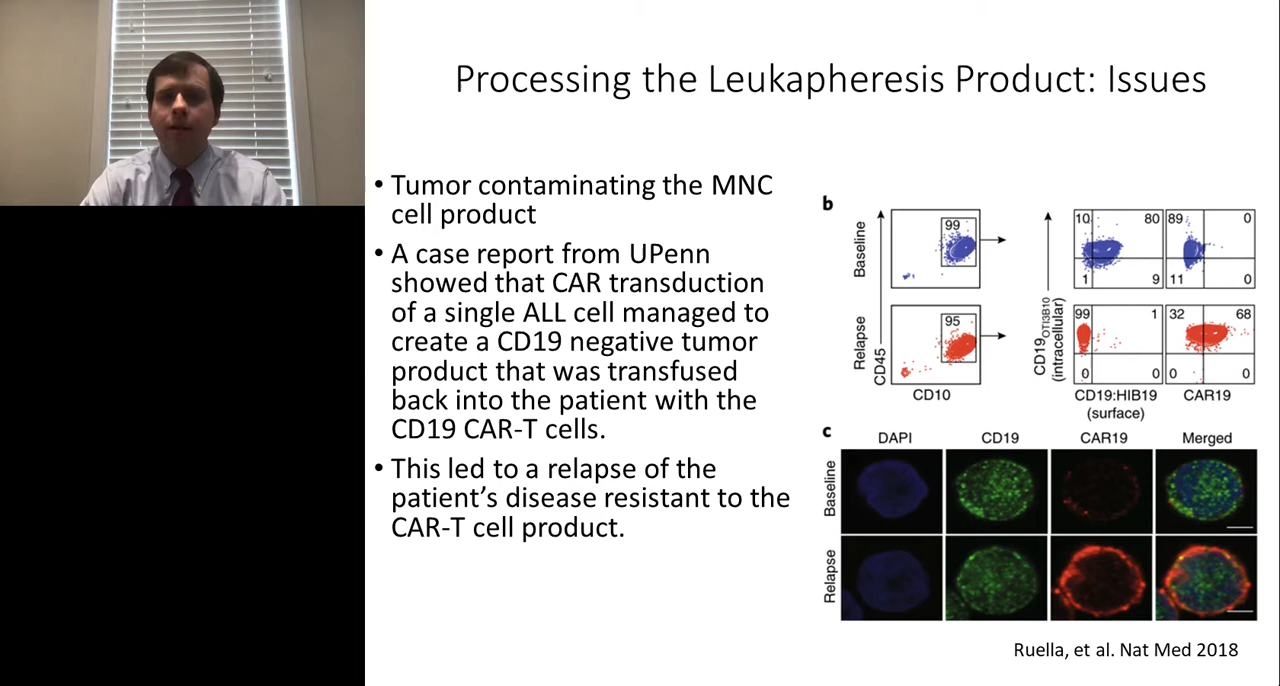 Processing the Leukapheresis Product: Issues
• Tumor contaminating the MNC
cell product
• A case report from UPenn
showed that CAR transduction
of a single ALL cell managed to
create a CD19 negative tumor
product that was transfused
back into the patient with the
CD19 CAR-T cells.
• This led to a relapse of the
patient's disease resistant to the
CAR-T cell product.
b
Baseline
99
10 80 89 0
1 9 11 0
Relapse
95
99 1 32 68
0 0 0 0
CD45
CD10
CD19OTI3B10
(intracellular)
CD19:HIB19
(surface)
CAR19
c
DAPI CD19 CAR19 Merged
Baseline
Relapse
Ruella, et al. Nat Med 2018